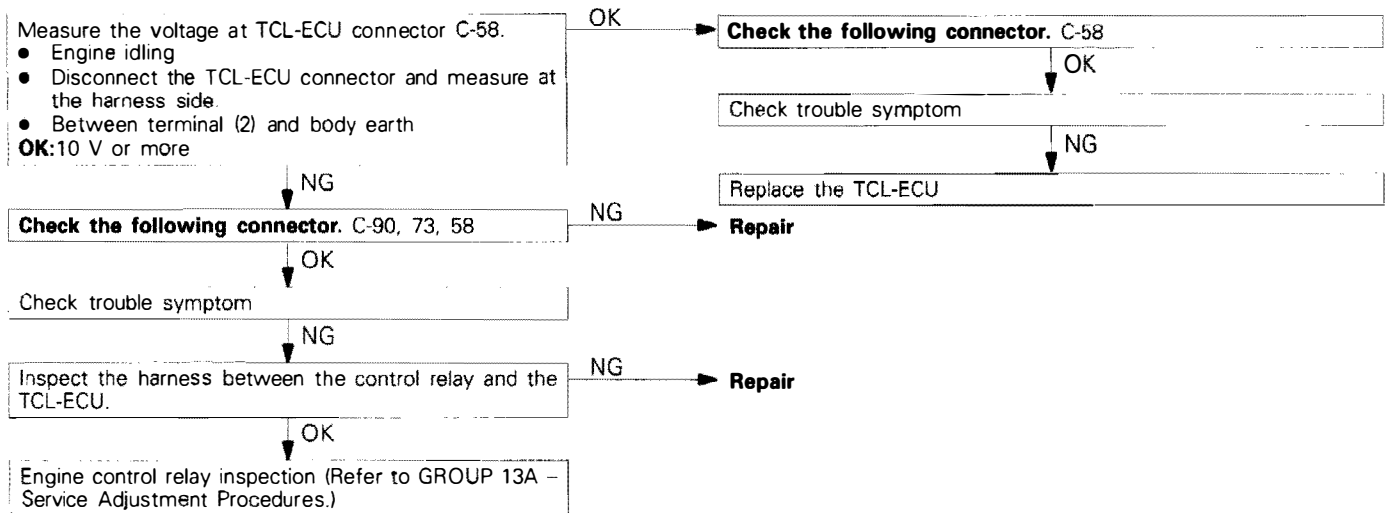 Measure the voltage at TCL-ECU connector C-58.
● Engine idling
● Disconnect the TCL-ECU connector and measure at
the harness side.
● Between terminal (2) and body earth
OK:10 V or more
OK
Check the following connector. C-58
OK
Check trouble symptom
NG
Replace the TCL-ECU
NG
Check the following connector. C-90, 73, 58
NG
Repair
OK
Check trouble symptom
NG
Inspect the harness between the control relay and the
TCL-ECU.
NG
Repair
OK
Engine control relay inspection (Refer to GROUP 13A –
Service Adjustment Procedures.)